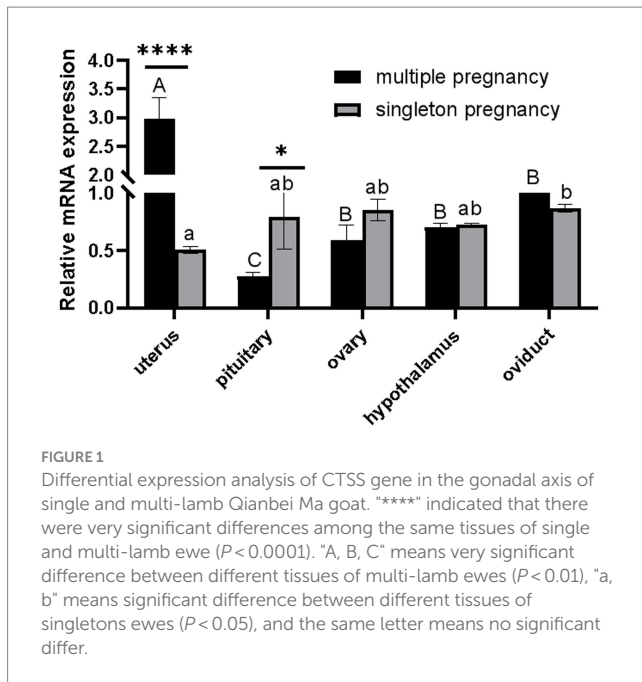 ****
4.0
A
multiple pregnancy
3.5
singleton pregnancy
3.0
2.5
*
2.0
ab
ab
1.0
B
B
B
ab
b
a
0.5
C
0.0
Relative mRNA expression
uterus
pituitary
ovary
hypothalamus
oviduct
FIGURE 1
Differential expression analysis of CTSS gene in the gonadal axis of
single and multi-lamb Qianbei Ma goat. "****" indicated that there
were very significant differences among the same tissues of single
and multi-lamb ewe (P < 0.0001). "A, B, C" means very significant
difference between different tissues of multi-lamb ewes (P < 0.01), "a,
b" means significant difference between different tissues of
singletons ewes (P < 0.05), and the same letter means no significant
differ.